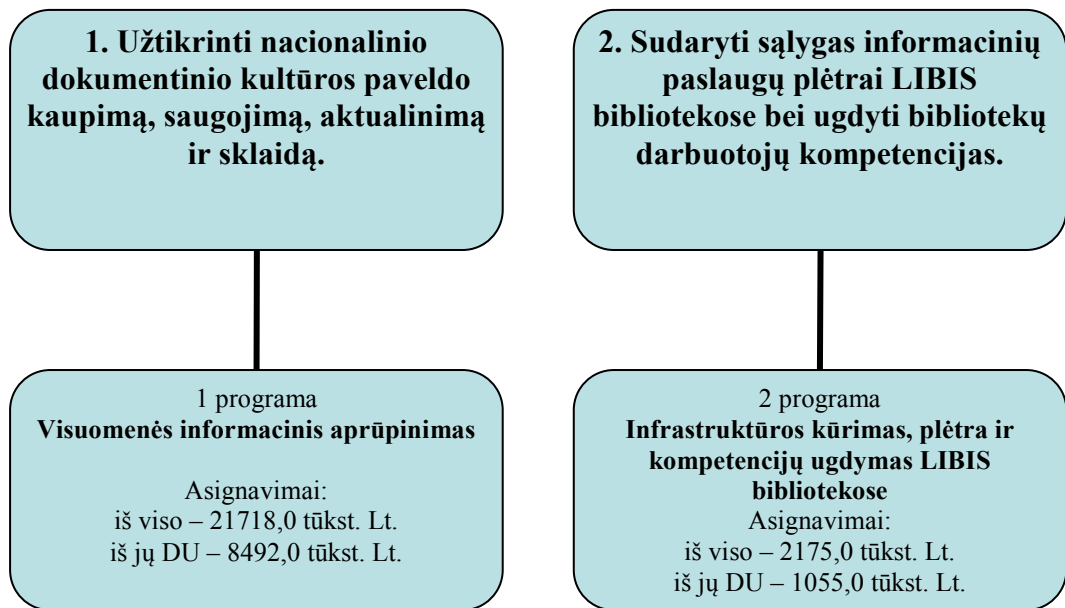 1. Užtikrinti nacionalinio
dokumentinio kultūros paveldo
kaupimą, saugojimą, aktualinimą
ir sklaidą.
2. Sudaryti sąlygas informacinių
paslaugų plėtrai LIBIS
bibliotekose bei ugdyti bibliotekų
darbuotojų kompetencijas.
1 programa
Visuomenės informacinis aprūpinimas
Asignavimai:
iš viso – 21718,0 tūkst. Lt.
iš jų DU – 8492,0 tūkst. Lt.
2 programa
Infrastruktūros kūrimas, plėtra ir
kompetencijų ugdymas LIBIS
bibliotekose
Asignavimai:
iš viso – 2175,0 tūkst. Lt.
iš jų DU – 1055,0 tūkst. Lt.